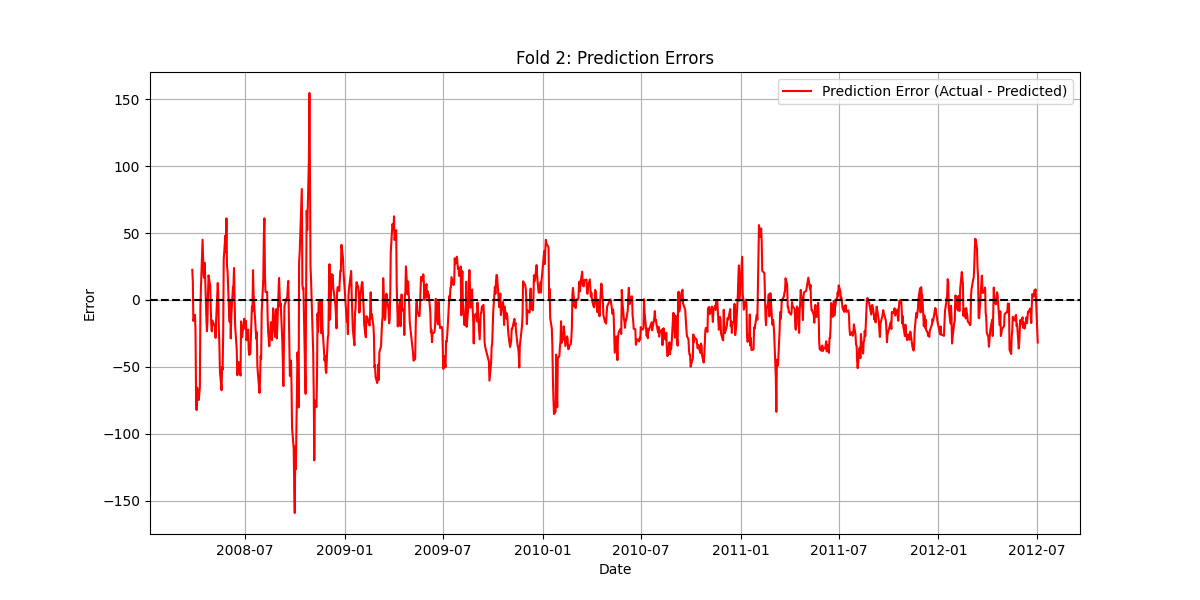 Fold 2: Prediction Errors
Prediction Error (Actual - Predicted)
150
100
50
0
−50
−100
−150
Error
2008-07 2009-01 2009-07 2010-01 2010-07 2011-01 2011-07 2012-01 2012-07
Date